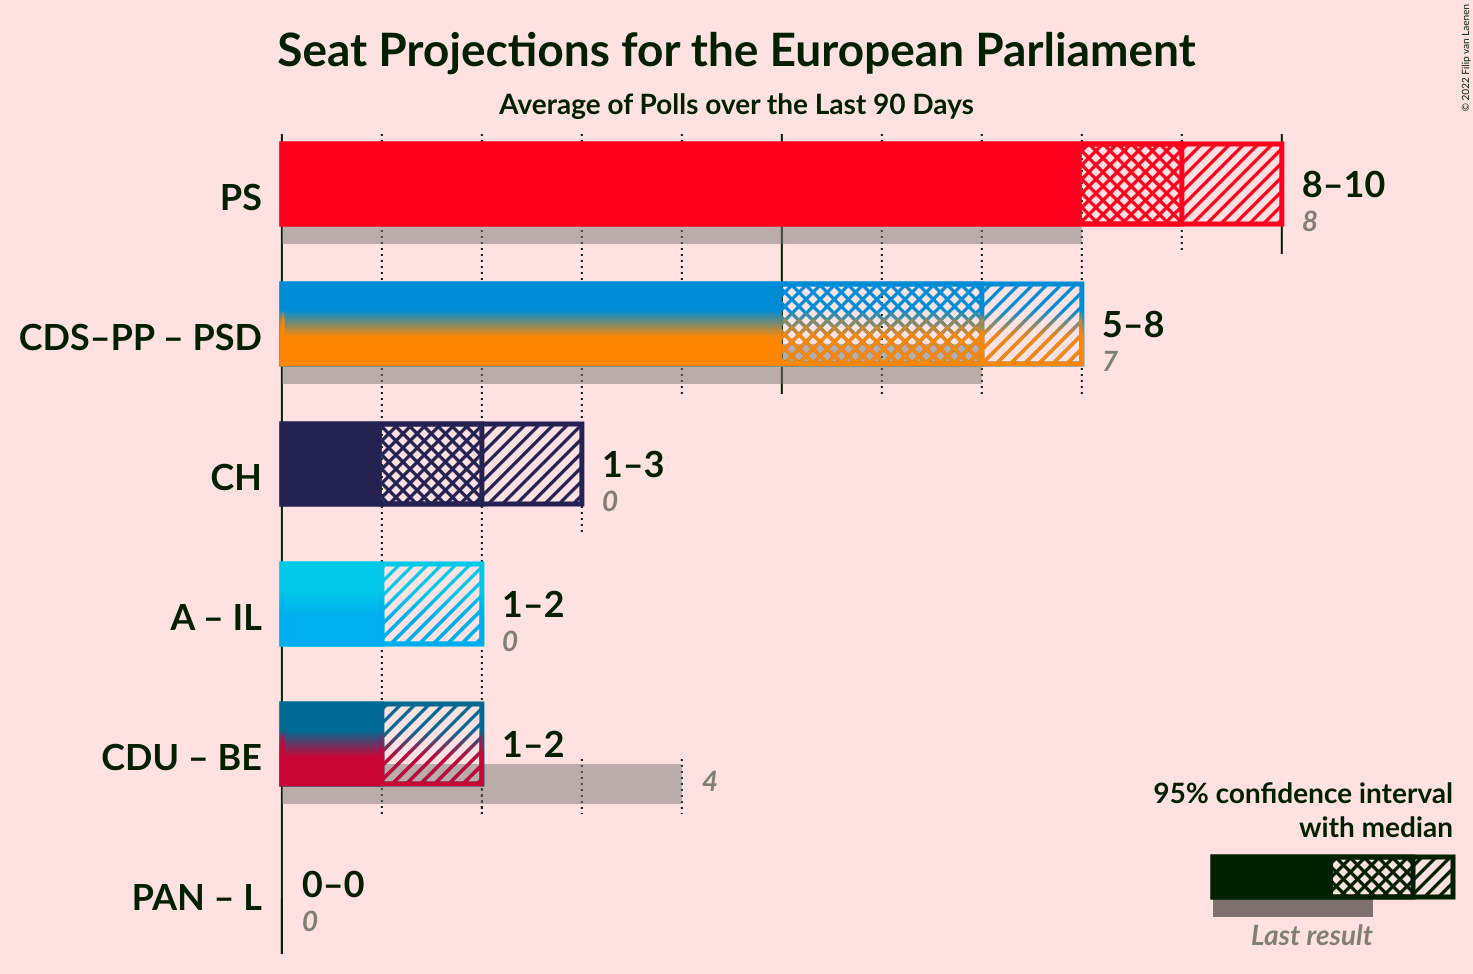 Seat Projections for the European Parliament
Average of Polls over the Last 90 Days
© 2022 Filip van Laenen
PS
8–10
8
CDS–PP – PSD
5–8
7
CH
1–3
0
A – IL
1–2
0
CDU – BE
1–2
4
PAN – L
0–0
0
95% confidence interval
with median
Last result